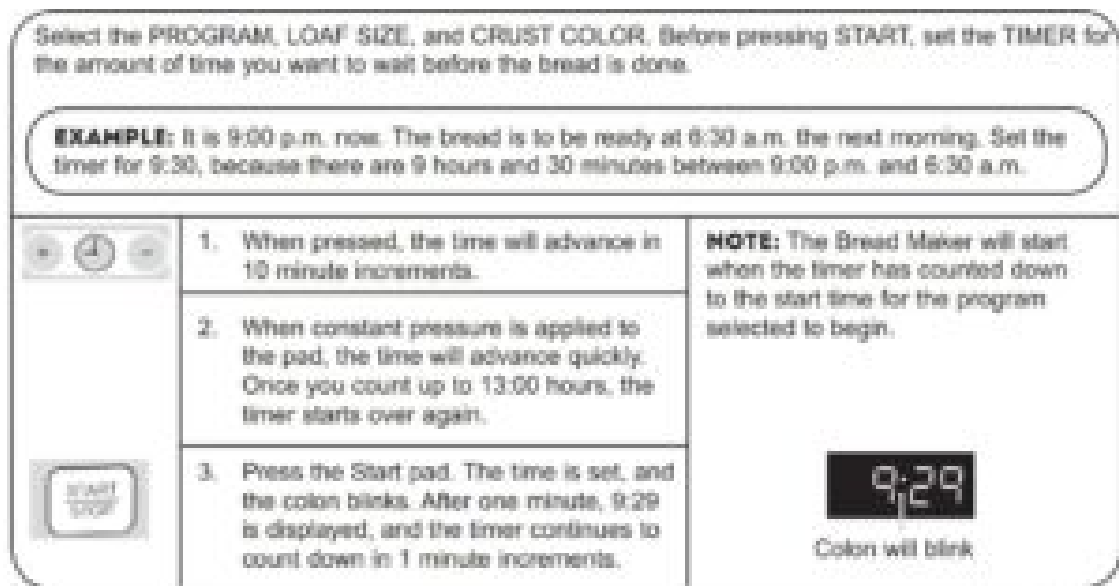 Select the PROGRAM, LOAF SIZE, and CRUST COLOR. Before pressing START, set the TIMER for
the amount of time you want to wait before the bread is done.
EXAMPLE: It is 9:00 p.m. now. The bread is to be ready at 6:30 a.m. the next morning. Set the
timer for 9:30, because there are 9 hours and 30 minutes between 9:00 p.m. and 6:30 a.m.
+ -
1. When pressed, the time will advance in
10 minute increments.
2. When constant pressure is applied to
the pad, the time will advance quickly.
Once you count up to 13:00 hours, the
timer starts over again.
START
STOP
3. Press the Start pad. The time is set, and
the colon blinks. After one minute, 9:29
is displayed, and the timer continues to
count down in 1 minute increments.
NOTE: The Bread Maker will start
when the timer has counted down
to the start time for the program
selected to begin.
9:29
Colon will blink